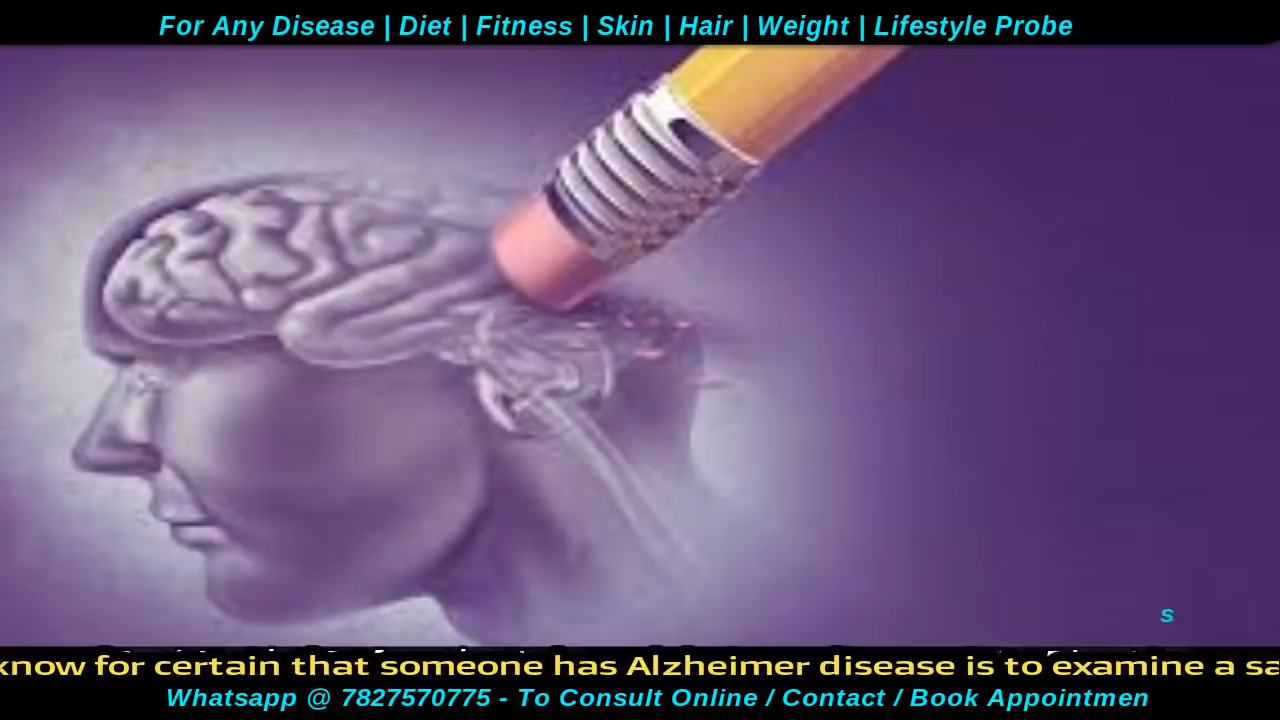 For Any Disease | Diet | Fitness | Skin | Hair | Weight | Lifestyle Probe
s
know for certain that someone has Alzheimer disease is to examine a sa
Whatsapp @ 7827570775 - To Consult Online / Contact / Book Appointmen